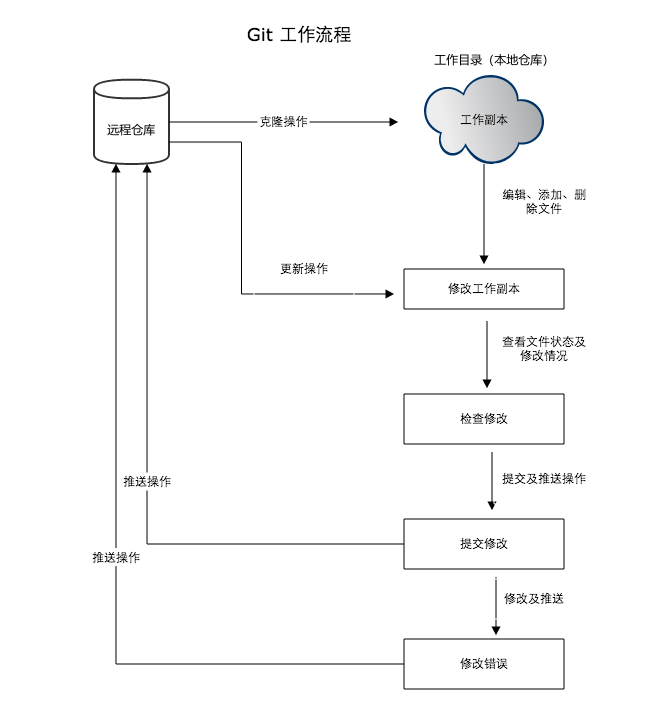 Git 工作流程
工作目录（本地仓库）
远程仓库
克隆操作
工作副本
编辑、添加、删
除文件
更新操作
修改工作副本
查看文件状态及
修改情况
检查修改
推送操作
提交及推送操作
提交修改
推送操作
修改及推送
修改错误